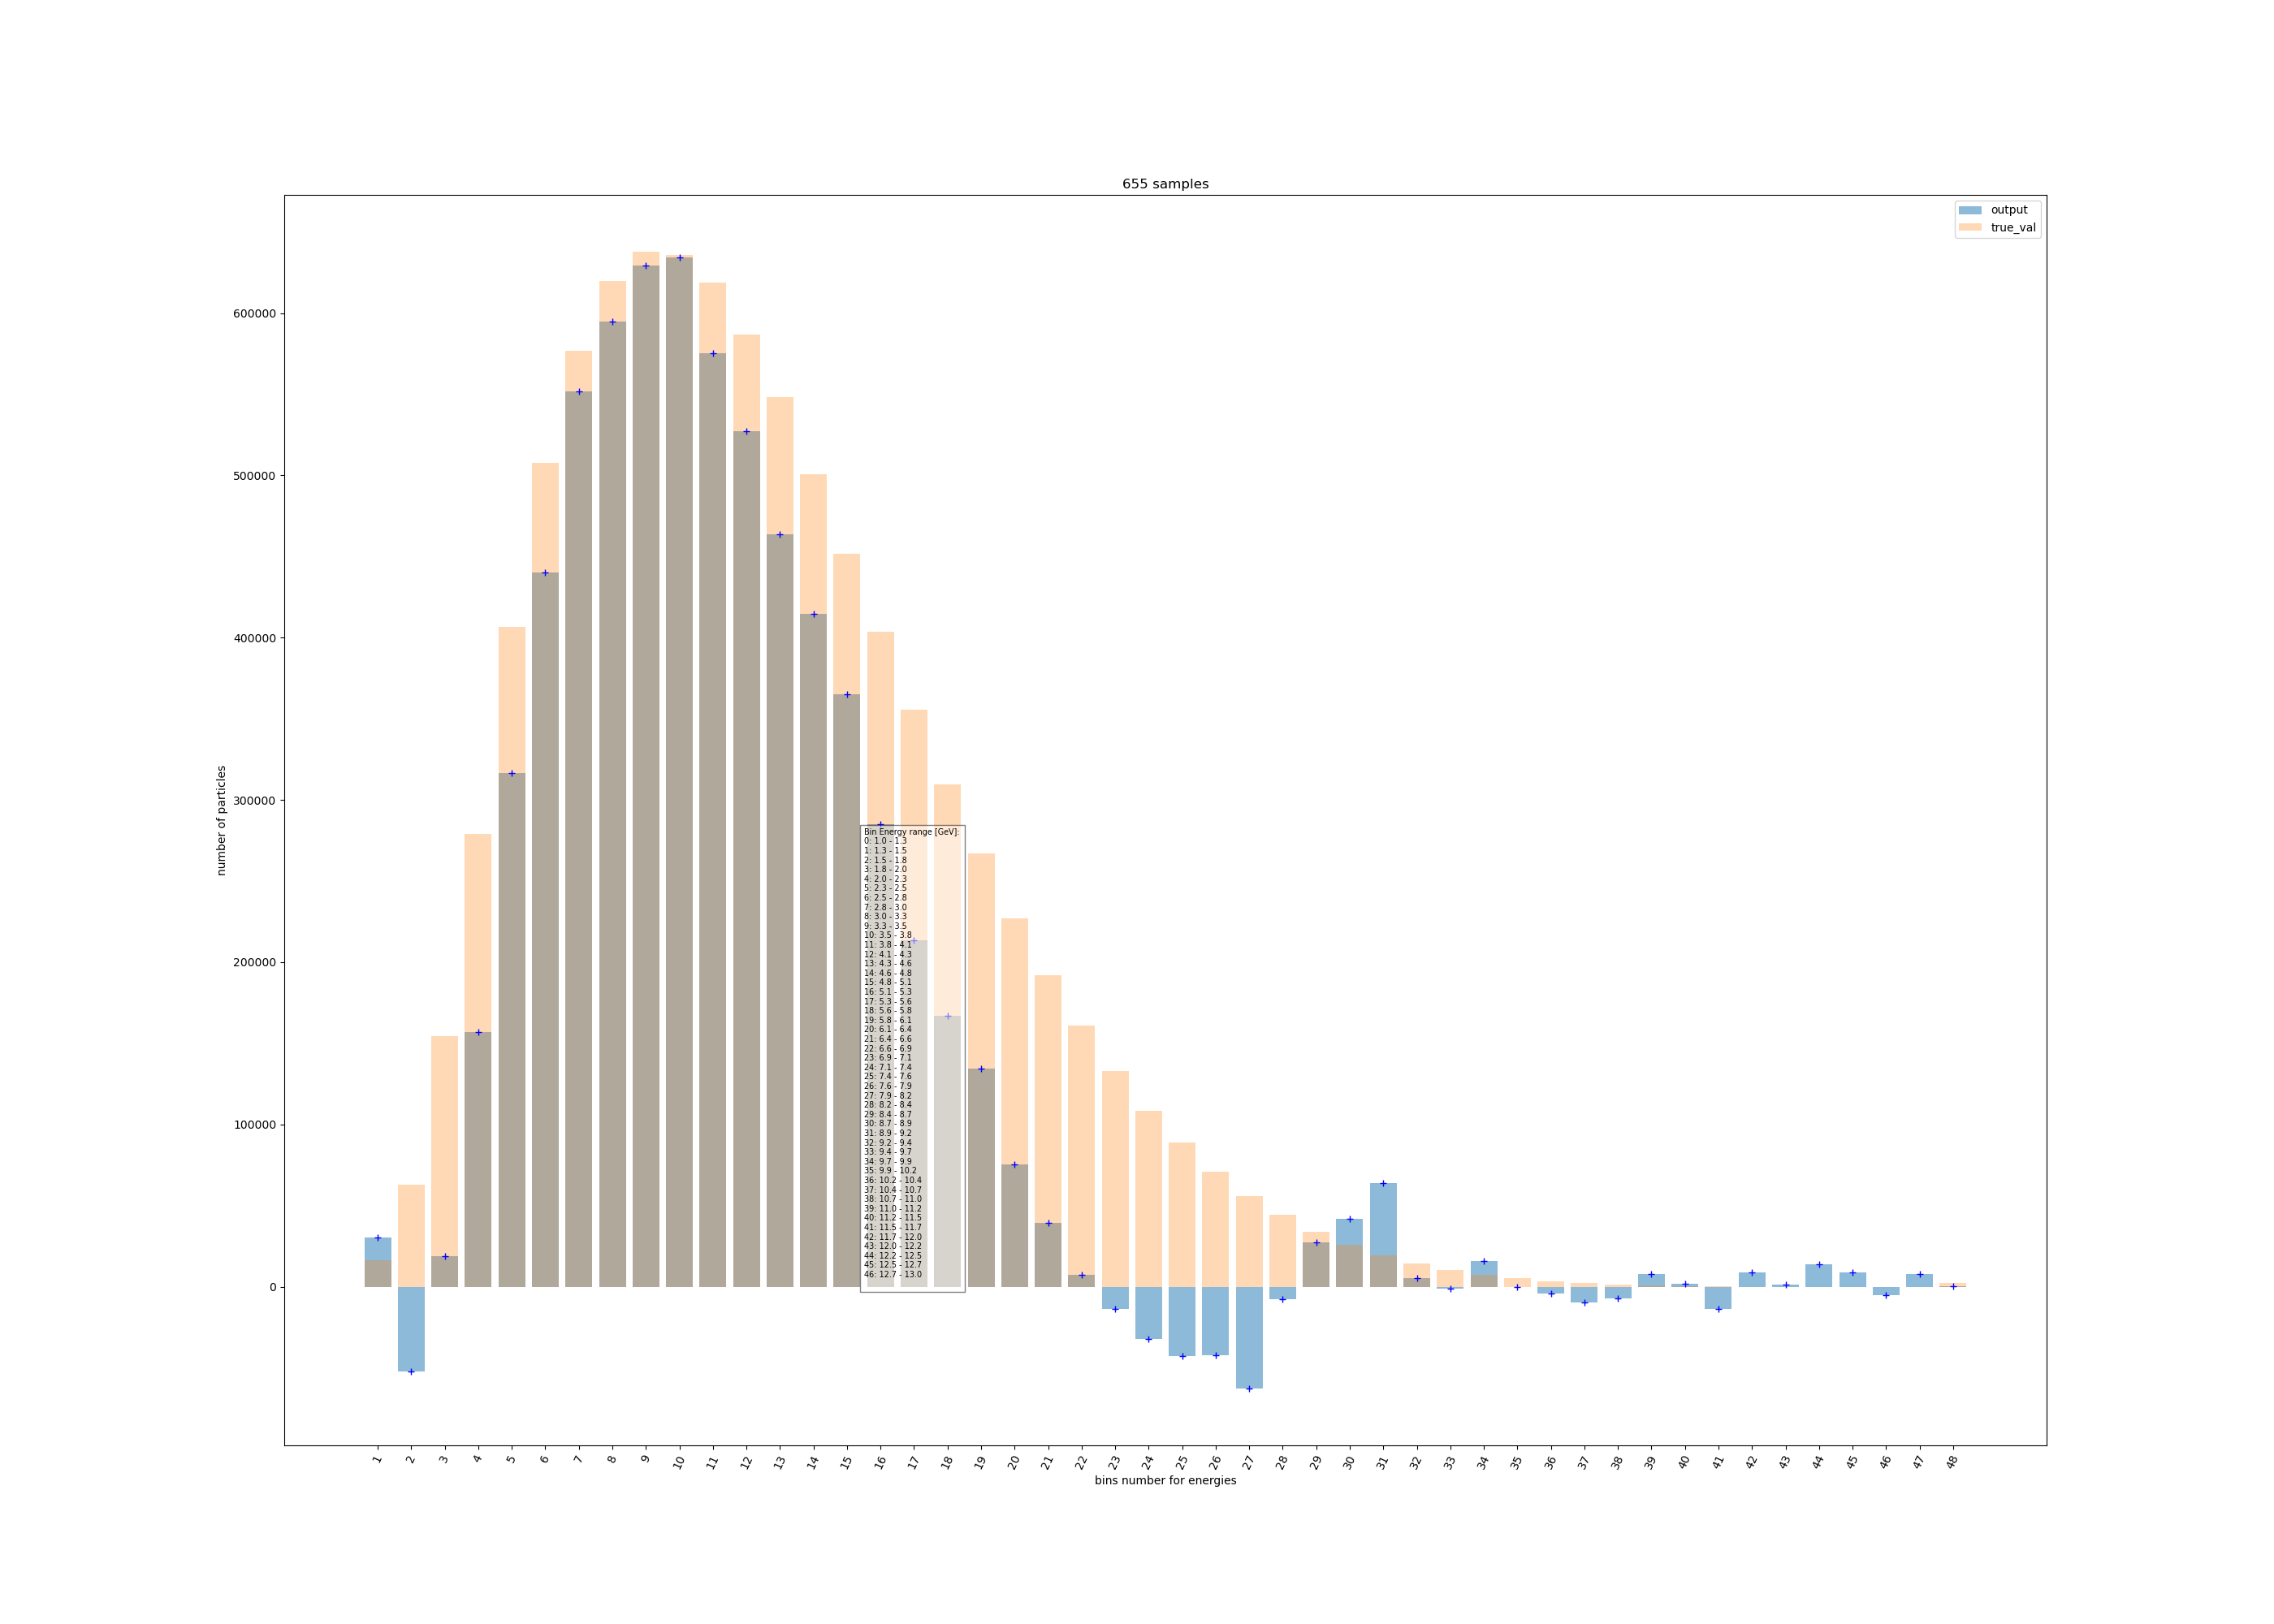 655 samples
output
true_val
number of particles
600000
500000
400000
300000
200000
100000
0
Bin Energy range [GeV]:
0: 1.0 - 1.3
1: 1.3 - 1.5
2: 1.5 - 1.8
3: 1.8 - 2.0
4: 2.0 - 2.3
5: 2.3 - 2.5
6: 2.5 - 2.8
7: 2.8 - 3.0
8: 3.0 - 3.3
9: 3.3 - 3.5
10: 3.5 - 3.8
11: 3.8 - 4.1
12: 4.1 - 4.3
13: 4.3 - 4.6
14: 4.6 - 4.8
15: 4.8 - 5.1
16: 5.1 - 5.3
17: 5.3 - 5.6
18: 5.6 - 5.8
19: 5.8 - 6.1
20: 6.1 - 6.4
21: 6.4 - 6.6
22: 6.6 - 6.9
23: 6.9 - 7.1
24: 7.1 - 7.4
25: 7.4 - 7.6
26: 7.6 - 7.9
27: 7.9 - 8.2
28: 8.2 - 8.4
29: 8.4 - 8.7
30: 8.7 - 8.9
31: 8.9 - 9.2
32: 9.2 - 9.4
33: 9.4 - 9.7
34: 9.7 - 9.9
35: 9.9 - 10.2
36: 10.2 - 10.4
37: 10.4 - 10.7
38: 10.7 - 11.0
39: 11.0 - 11.2
40: 11.2 - 11.5
41: 11.5 - 11.7
42: 11.7 - 12.0
43: 12.0 - 12.2
44: 12.2 - 12.5
45: 12.5 - 12.7
46: 12.7 - 13.0
1 2 3 4 5 6 7 8 9 10 11 12 13 14 15 16 17 18 19 20 21 22 23 24 25 26 27 28 29 30 31 32 33 34 35 36 37 38 39 40 41 42 43 44 45 46 47 48
bins number for energies